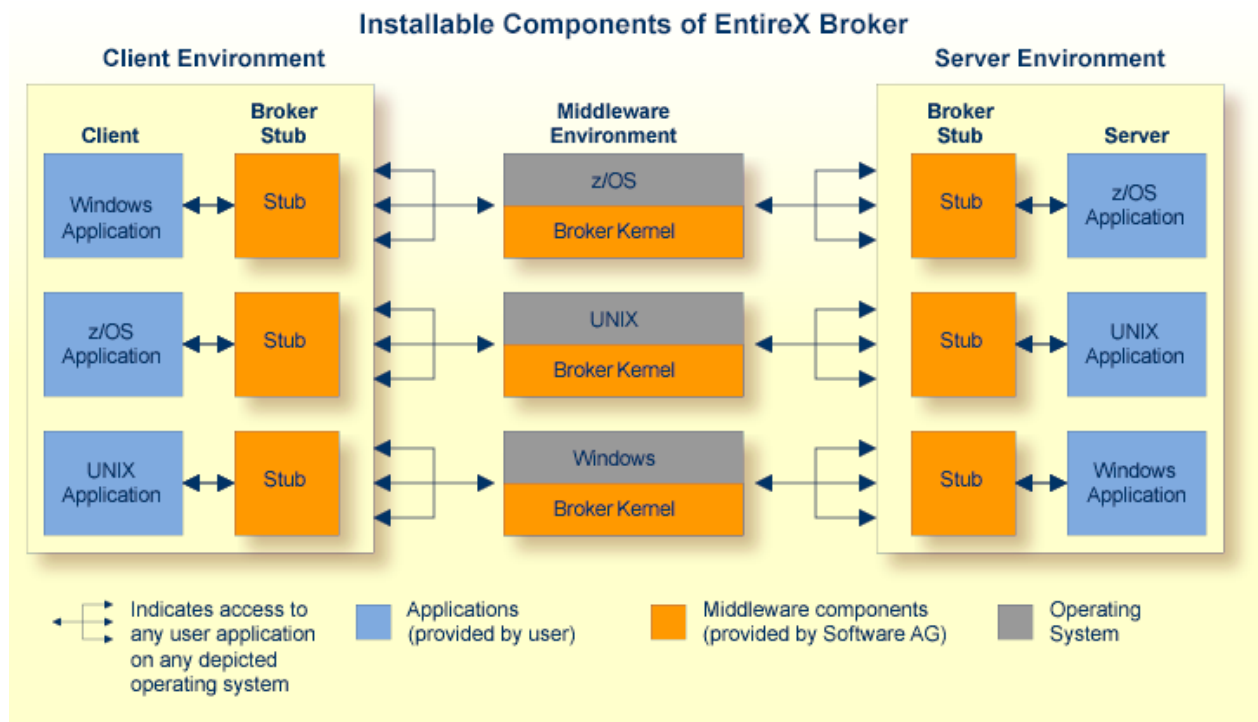 Installable Components of EntireX Broker
Client Environment
Server Environment
Client
Broker
Stub
Middleware
Environment
Broker
Stub
Server
Windows
Application
Stub
z/OS
Broker Kernel
Stub
z/OS
Application
z/OS
Application
Stub
UNIX
Broker Kernel
Stub
UNIX
Application
UNIX
Application
Stub
Windows
Broker Kernel
Stub
Windows
Application
Indicates access to
any user application
on any depicted
operating system
Applications
(provided by user)
Middleware components
(provided by Software AG)
Operating
System